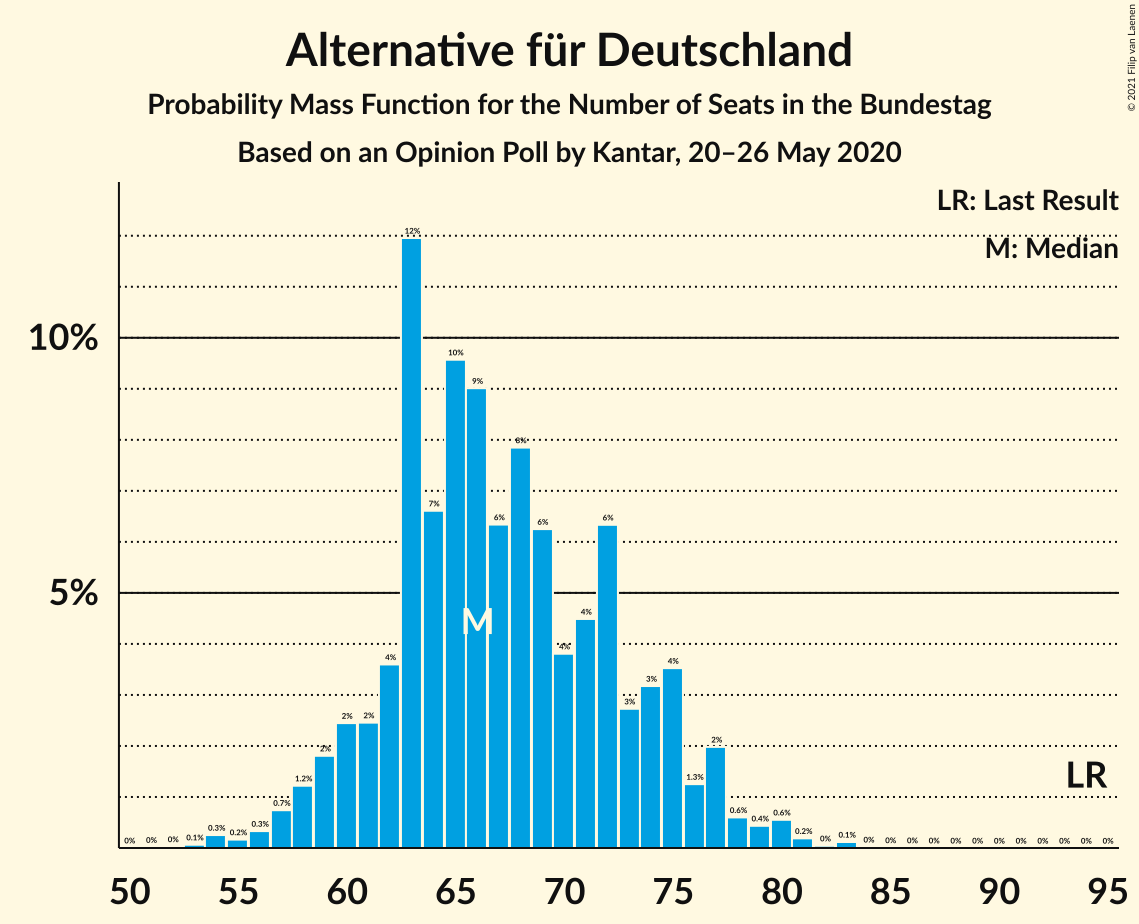 Alternative für Deutschland
Probability Mass Function for the Number of Seats in the Bundestag
Based on an Opinion Poll by Kantar, 20–26 May 2020
© 2021 Filip van Laenen
LR: Last Result
M: Median
10%
5%
0% 0% 0% 0.1% 0.3% 0.2% 0.3% 0.7% 1.2% 2% 2% 2% 4% 12% 7% 10% 9% 6% 8% 6% 4% 4% 6% 3% 3% 4% 1.3% 2% 0.6% 0.4% 0.6% 0.2% 0% 0.1% 0% 0% 0% 0% 0% 0% 0% 0% 0% 0% 0% 0%
M
LR
50 55 60 65 70 75 80 85 90 95